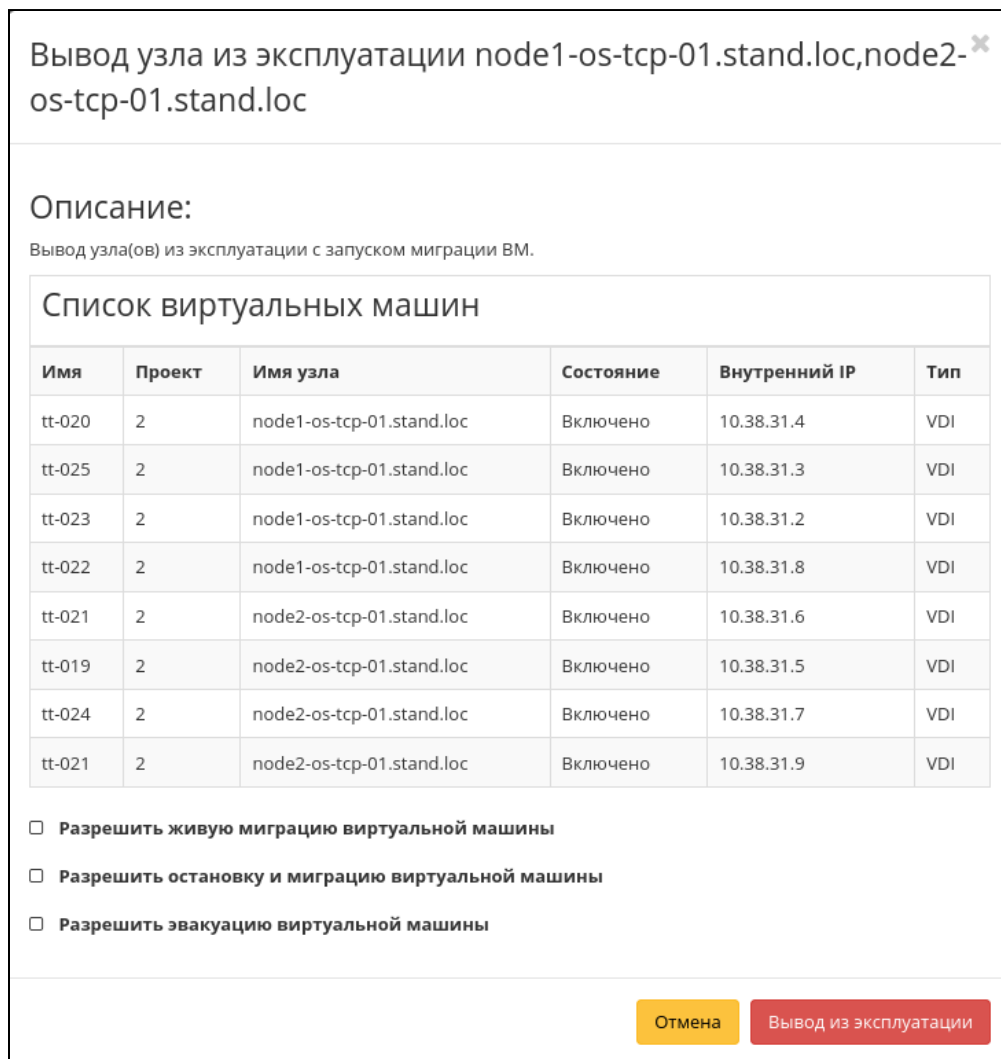 Вывод узла из эксплуатации node1-os-tcp-01.stand.loc,node2-
os-tcp-01.stand.loc
Описание:
Вывод узла(ов) из эксплуатации с запуском миграции ВМ.
Список виртуальных машин
Имя Проект Имя узла Состояние Внутренний IP Тип
tt-020 2 node1-os-tcp-01.stand.loc Включено 10.38.31.4 VDI
tt-025 2 node1-os-tcp-01.stand.loc Включено 10.38.31.3 VDI
tt-023 2 node1-os-tcp-01.stand.loc Включено 10.38.31.2 VDI
tt-022 2 node1-os-tcp-01.stand.loc Включено 10.38.31.8 VDI
tt-021 2 node2-os-tcp-01.stand.loc Включено 10.38.31.6 VDI
tt-019 2 node2-os-tcp-01.stand.loc Включено 10.38.31.5 VDI
tt-024 2 node2-os-tcp-01.stand.loc Включено 10.38.31.7 VDI
tt-021 2 node2-os-tcp-01.stand.loc Включено 10.38.31.9 VDI
Разрешить живую миграцию виртуальной машины
Разрешить остановку и миграцию виртуальной машины
Разрешить эвакуацию виртуальной машины
Отмена Вывод из эксплуатации